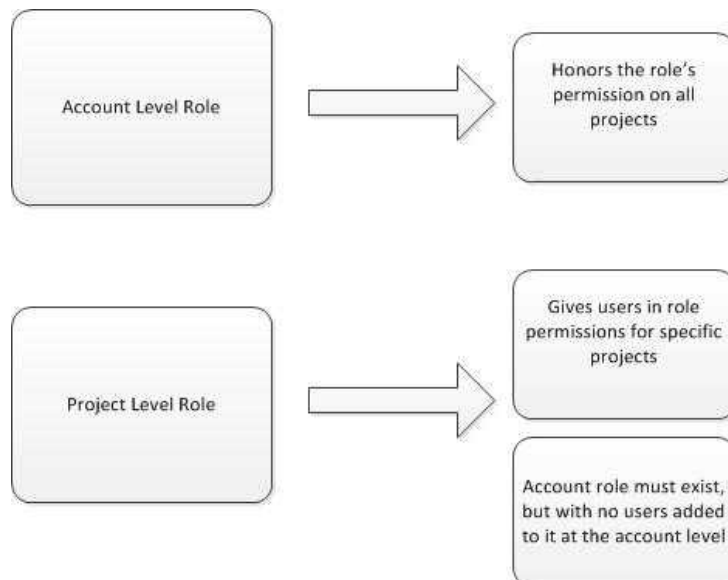 Account Level Role
Honors the role's
permission on all
projects
Project Level Role
Gives users in role
permissions for specific
projects
Account role must exist,
but with no users added
to it at the account level